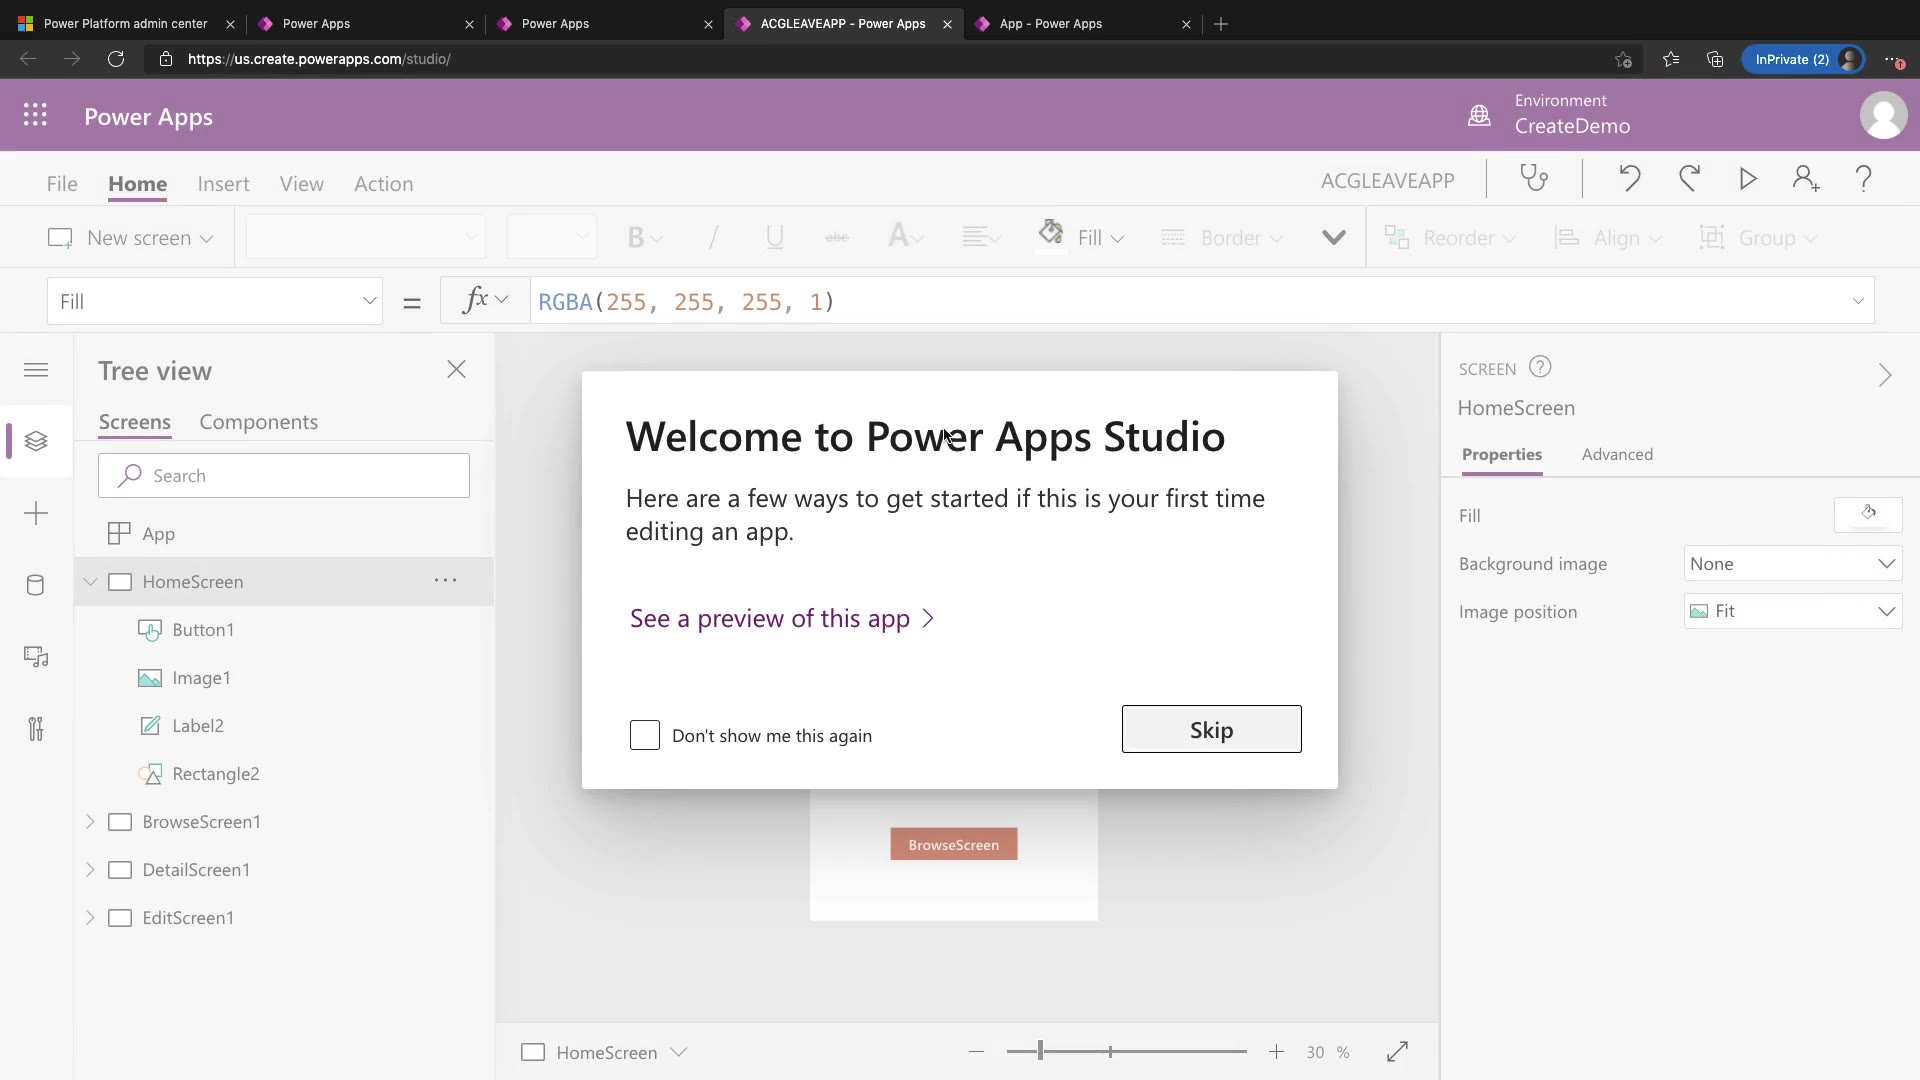 Power Platform admin center
Power Apps
Power Apps
ACGLEAVEAPP - Power Apps
App - Power Apps
https://us.create.powerapps.com/studio/
InPrivate (2)
Power Apps
Environment
CreateDemo
File
Home
Insert
View
Action
ACGLEAVEAPP
New screen
B
/
U
abc
A
Fill
Border
Reorder
Align
Group
Fill
=
fx
RGBA(255, 255, 255, 1)
Tree view
Screens
Components
Search
App
HomeScreen
Button1
Image1
Label2
Rectangle2
BrowseScreen1
DetailScreen1
EditScreen1
Welcome to Power Apps Studio
Here are a few ways to get started if this is your first time
editing an app.
See a preview of this app
Don't show me this again
Skip
BrowseScreen
HomeScreen
30 %
SCREEN
HomeScreen
Properties
Advanced
Fill
Background image
None
Image position
Fit